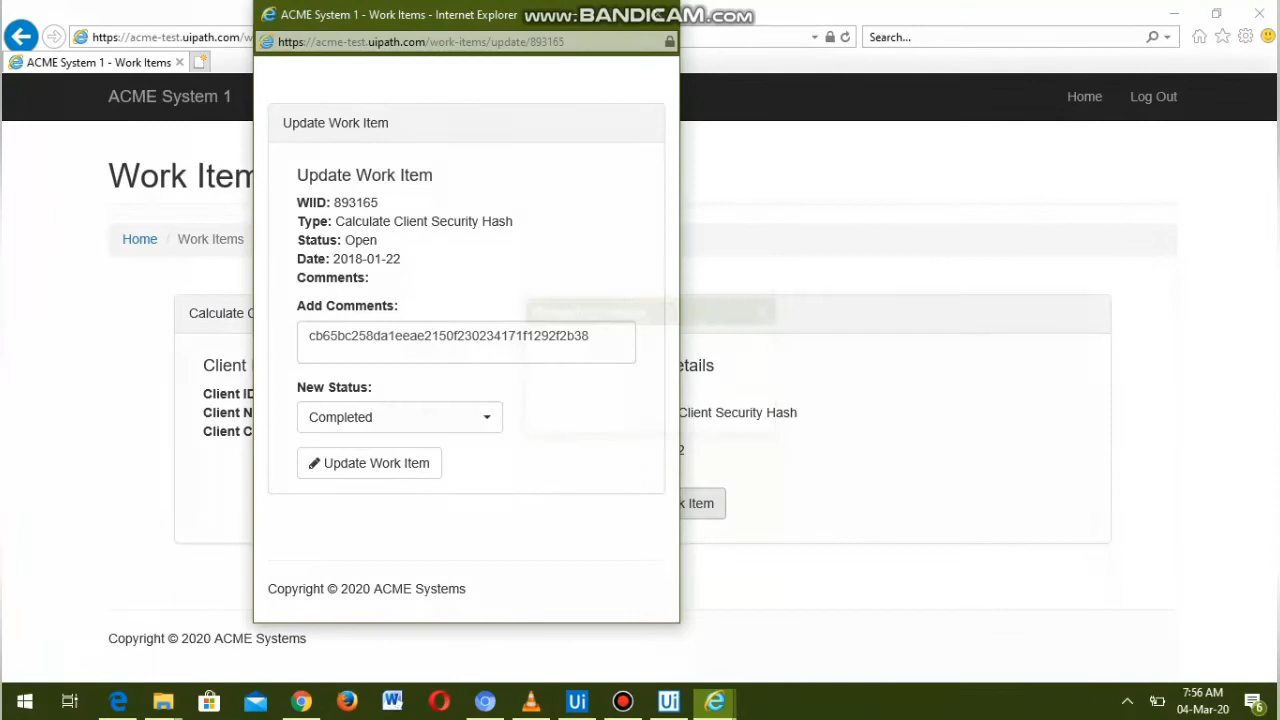 ACME System 1 - Work Items - Internet Explorer
www.BANDICAM.com
https://acme-test.uipath.com/w
https://acme-test.uipath.com/work-items/update/893165
Search...
ACME System 1 - Work Items
ACME System 1
Home
Log Out
Work Item
Home / Work Items
Calculate C
Client
Client ID
Client N
Client C
Update Work Item
Update Work Item
WIID: 893165
Type: Calculate Client Security Hash
Status: Open
Date: 2018-01-22
Comments:
Add Comments:
cb65bc258da1eeae2150f230234171f1292f2b38
New Status:
Completed
Update Work Item
Copyright © 2020 ACME Systems
etails
Client Security Hash
2
k Item
Copyright © 2020 ACME Systems
7:56 AM
04-Mar-20
6